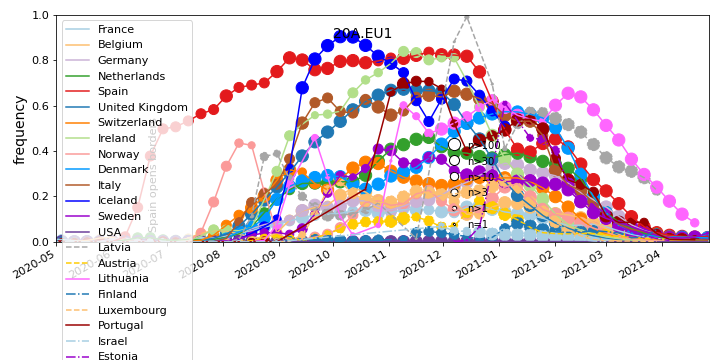 20A.EU1
frequency
1.0
0.8
0.6
0.4
0.2
0.0
France
Belgium
Germany
Netherlands
Spain
United Kingdom
Switzerland
Ireland
Norway
Denmark
Italy
Iceland
Sweden
USA
Latvia
Austria
Lithuania
Finland
Luxembourg
Portugal
Israel
Estonia
Spain opens borders
n>100
n>30
n>10
n>3
n>1
n=1
2020-05
2020-06
2020-07
2020-08
2020-09
2020-10
2020-11
2020-12
2021-01
2021-02
2021-03
2021-04